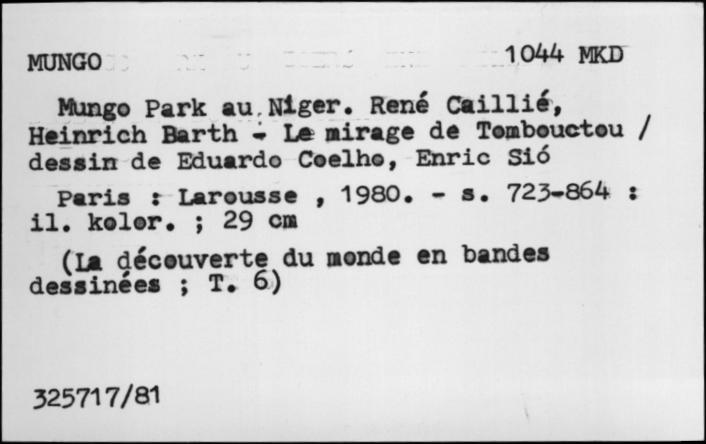 MUNGO 1044 MKD
Mungo Park au Niger. René Caillié,
Heinrich Barth - Le mirage de Tombouctou /
dessin de Eduardo Coelho, Enric Sió
Paris : Larousse , 1980. - s. 723-864 :
il. kolor. ; 29 cm
(La découverte du monde en bandes
dessinées ; T. 6)
325717/81